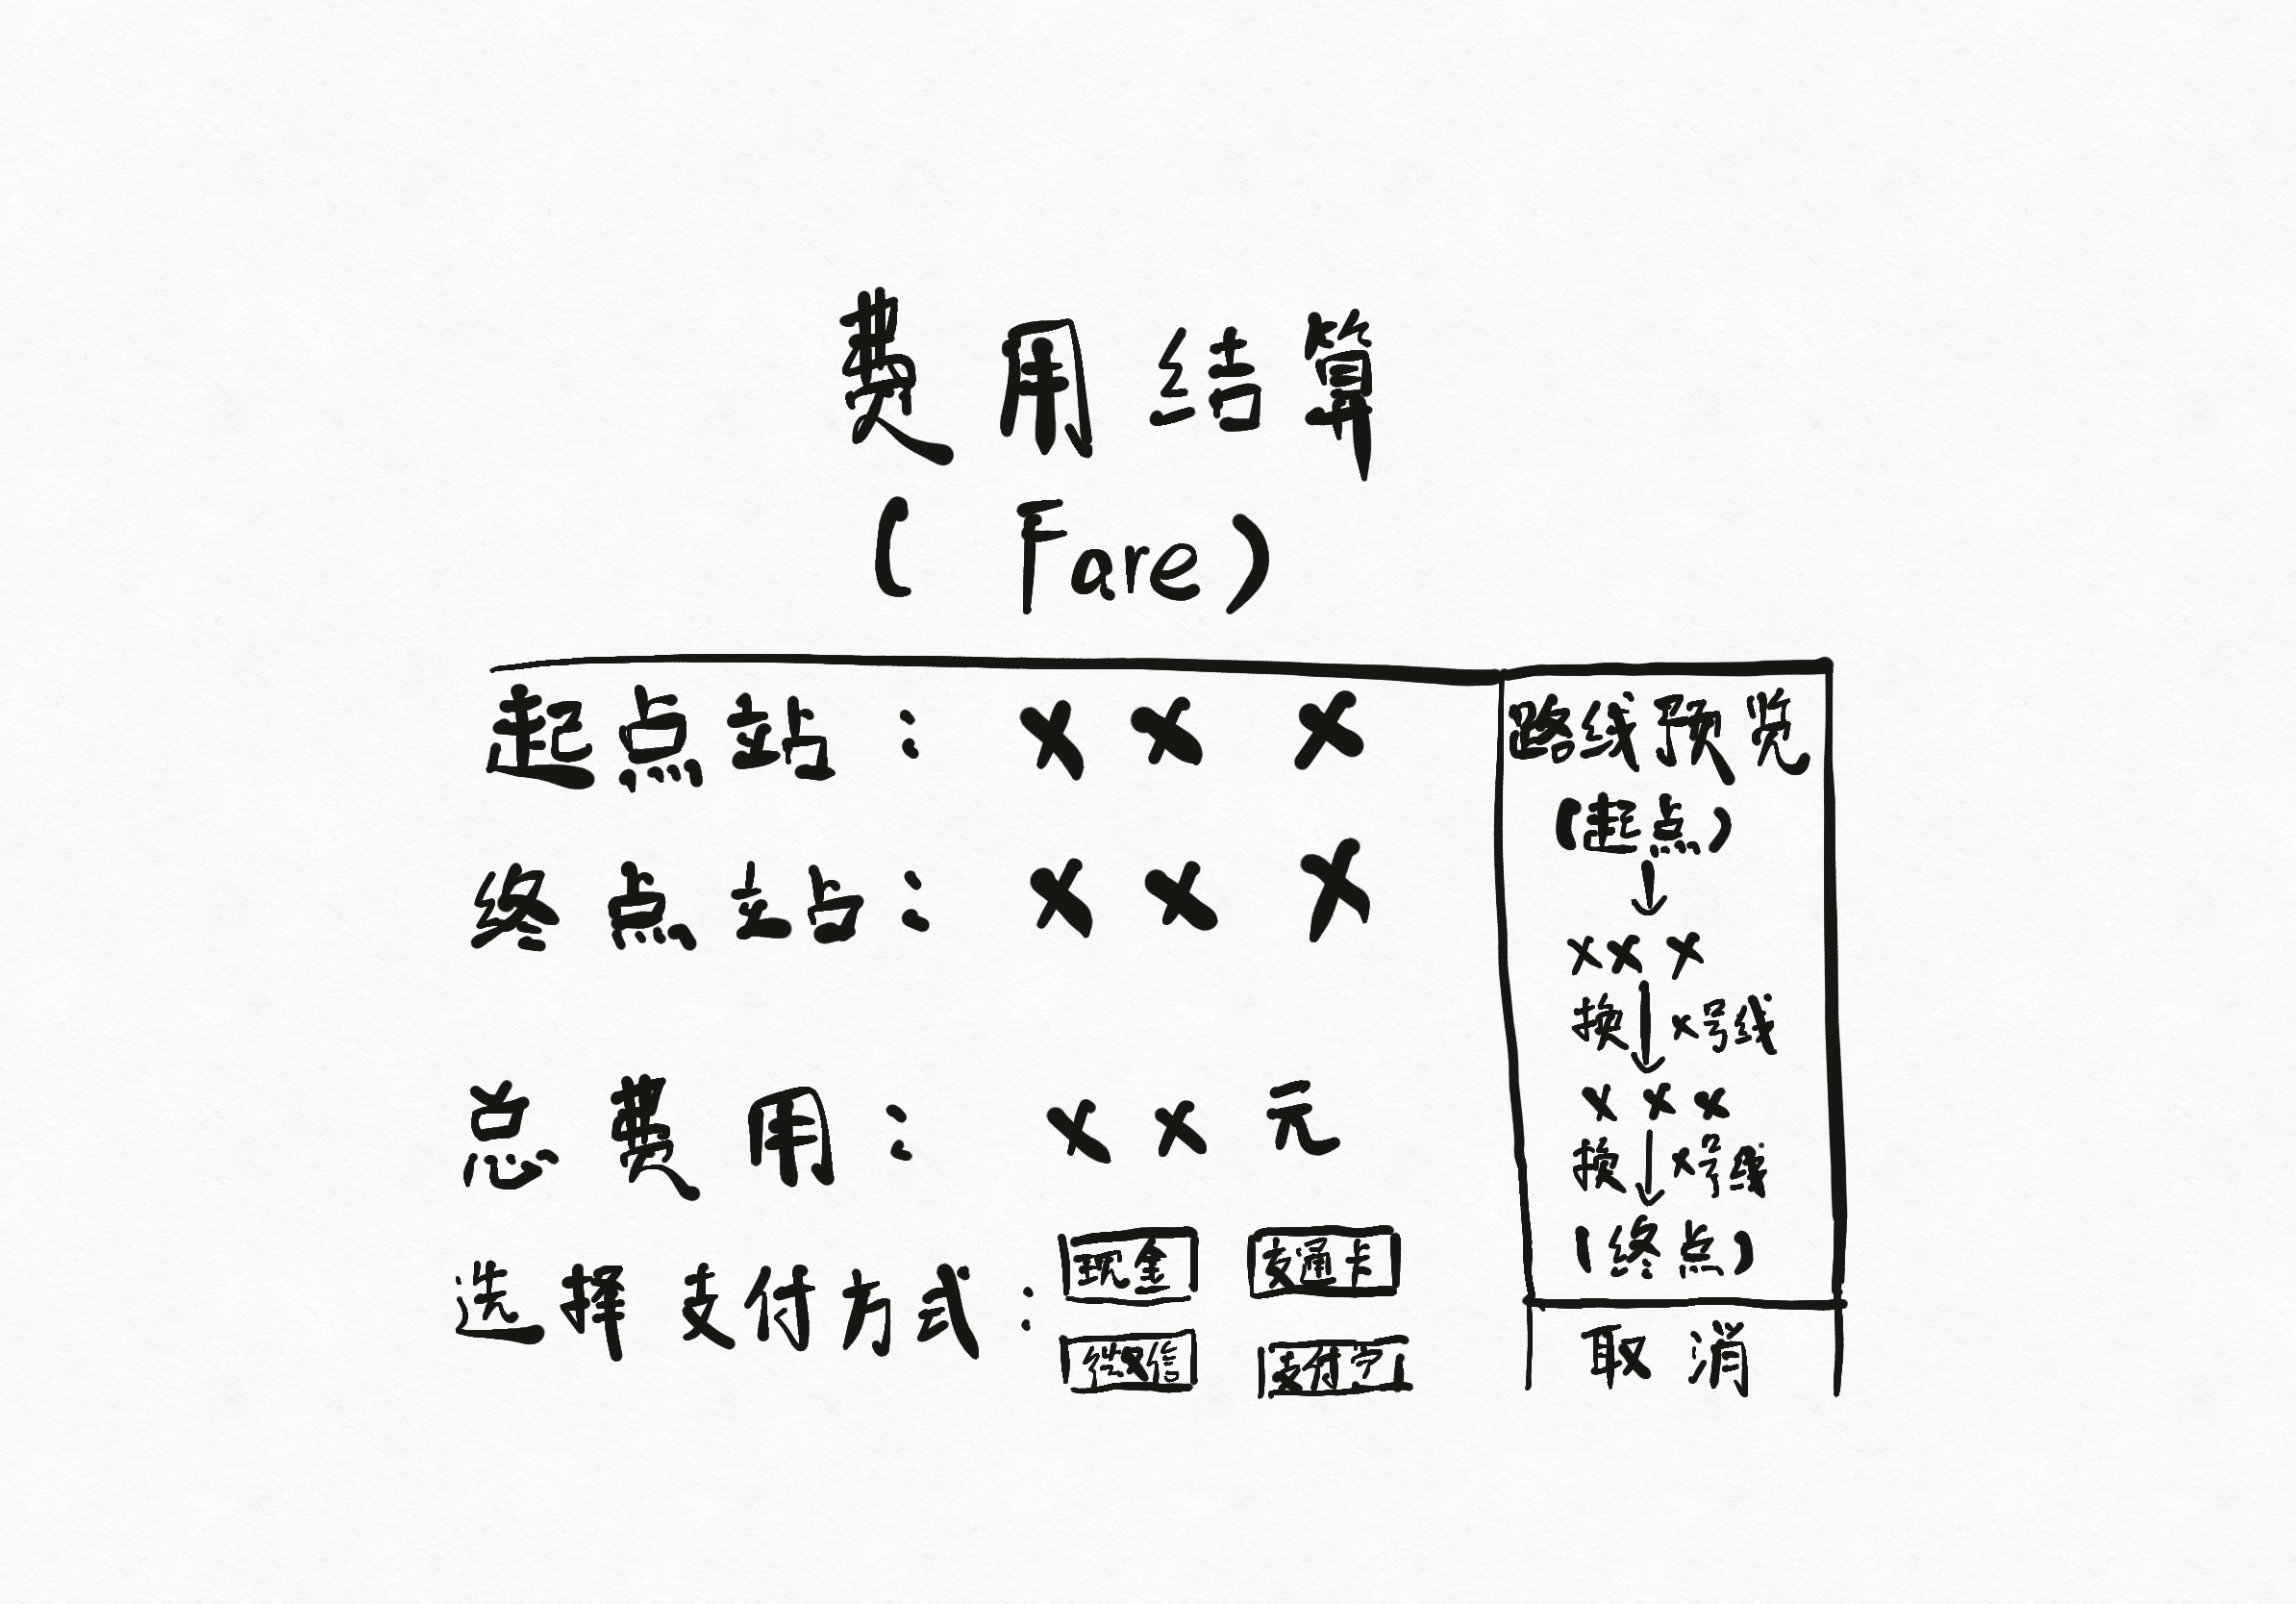 费用结算
(Fare)
起点站：×××
终点站：×××
总费用：××元
选择支付方式：
现金 交通卡
微信 支付宝
路线预览
(起点)
↓
×××
换↓×号线
×××
换↓×号线
(终点)
取消